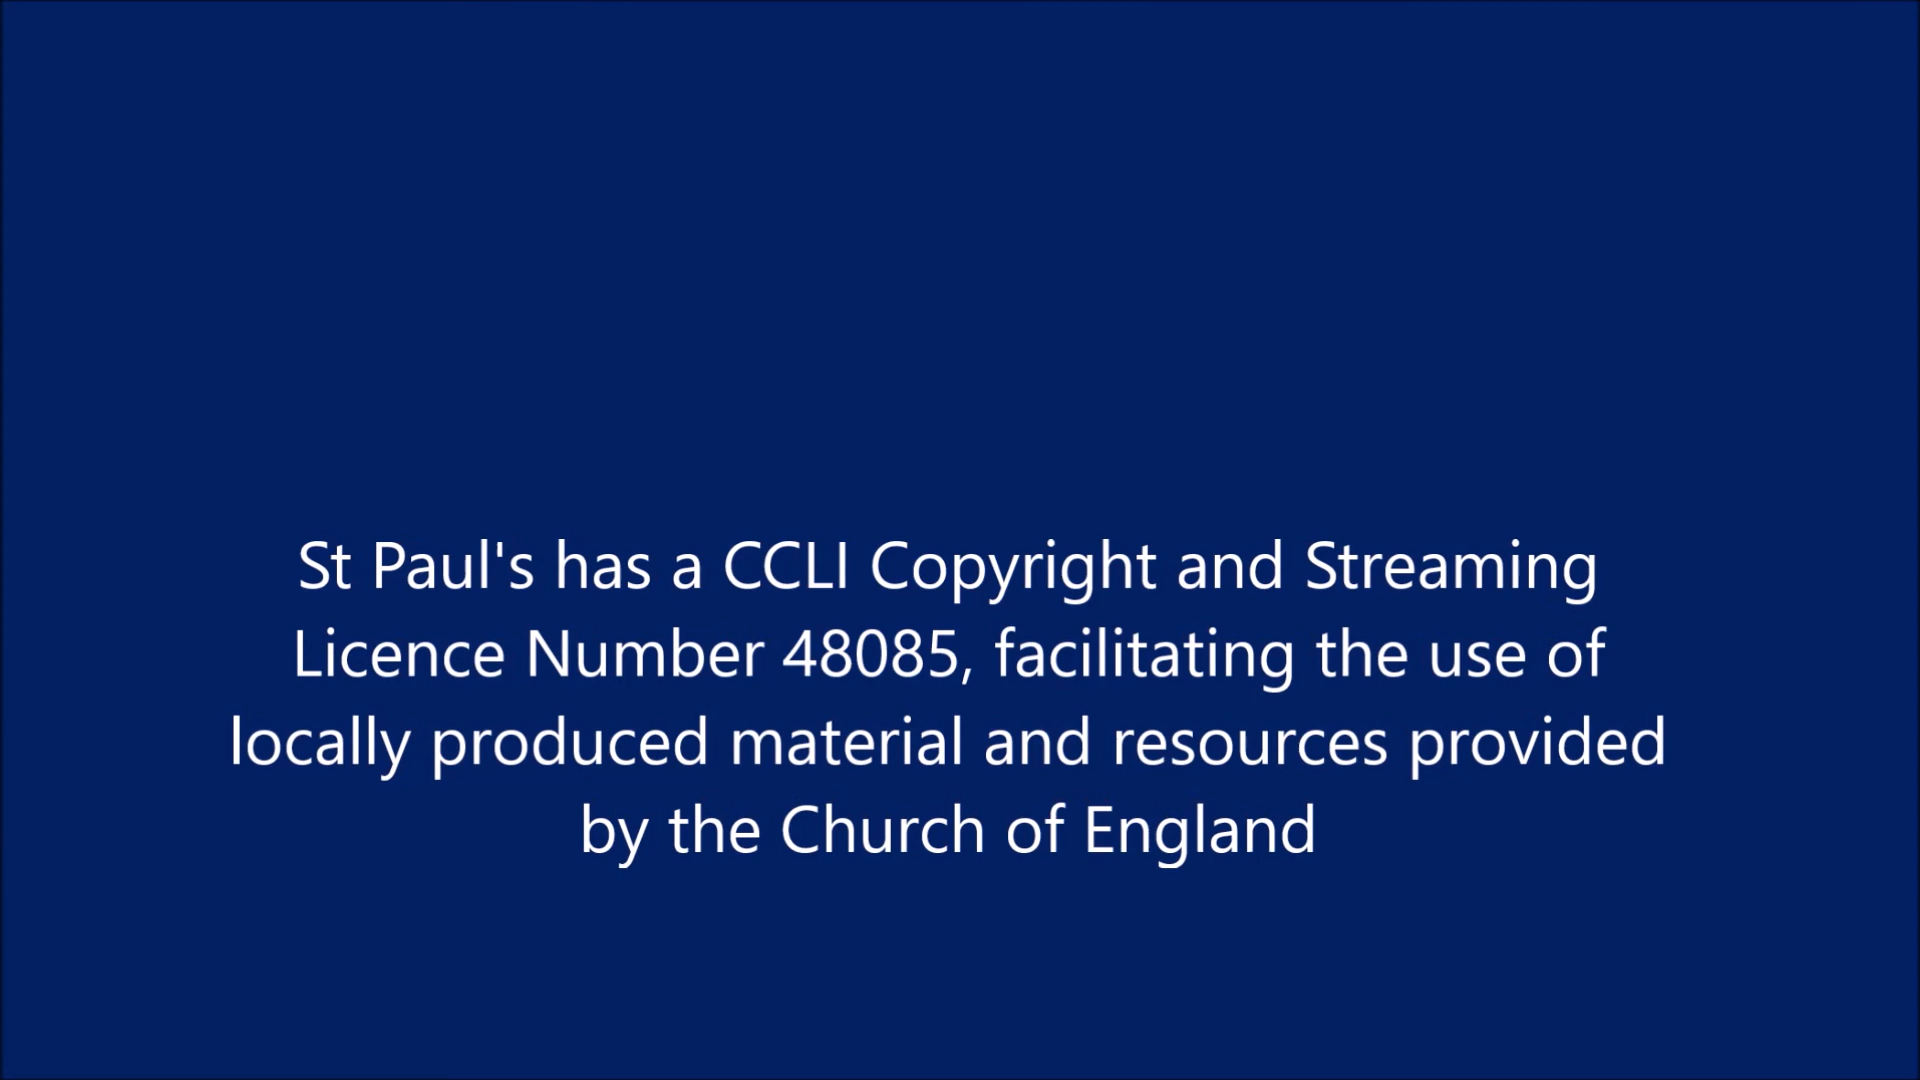 St Paul's has a CCLI Copyright and Streaming
Licence Number 48085, facilitating the use of
locally produced material and resources provided
by the Church of England